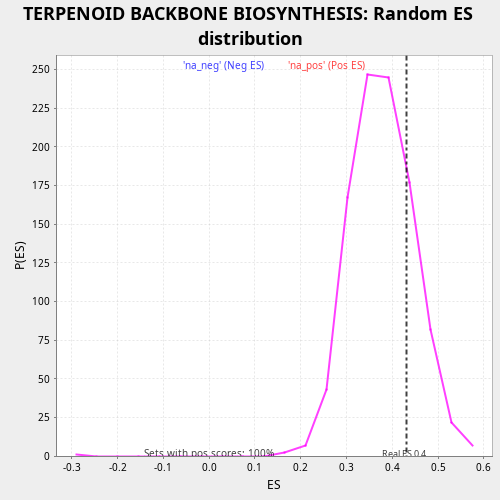 TERPENOID BACKBONE BIOSYNTHESIS: Random ES
distribution
'na_neg' (Neg ES) 'na_pos' (Pos ES)
250
225
200
175
150
125
100
75
50
25
0
P(ES)
Sets with pos scores: 100%
Real ES 0.4
-0.3 -0.2 -0.1 0.0 0.1 0.2 0.3 0.4 0.5 0.6
ES